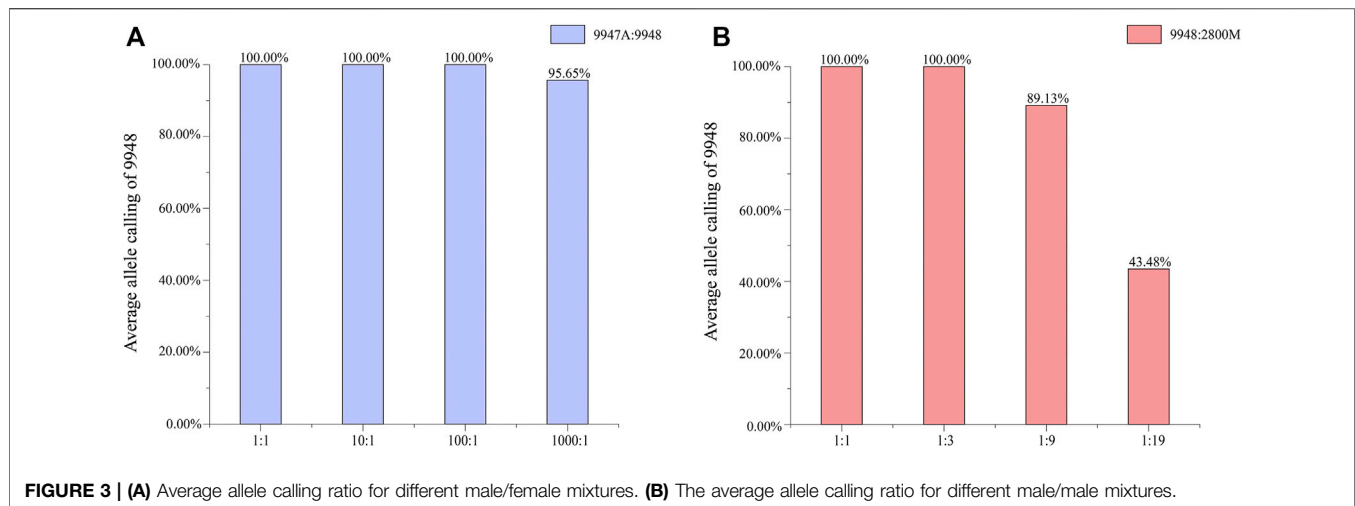 A
9947A:9948
100.00% 100.00% 100.00% 95.65%
100.00%
80.00%
60.00%
40.00%
20.00%
0.00%
Average allele calling of 9948
1:1 10:1 100:1 1000:1
B
9948:2800M
100.00% 100.00% 89.13% 43.48%
100.00%
80.00%
60.00%
40.00%
20.00%
0.00%
Average allele calling of 9948
1:1 1:3 1:9 1:19
FIGURE 3 | (A) Average allele calling ratio for different male/female mixtures. (B) The average allele calling ratio for different male/male mixtures.